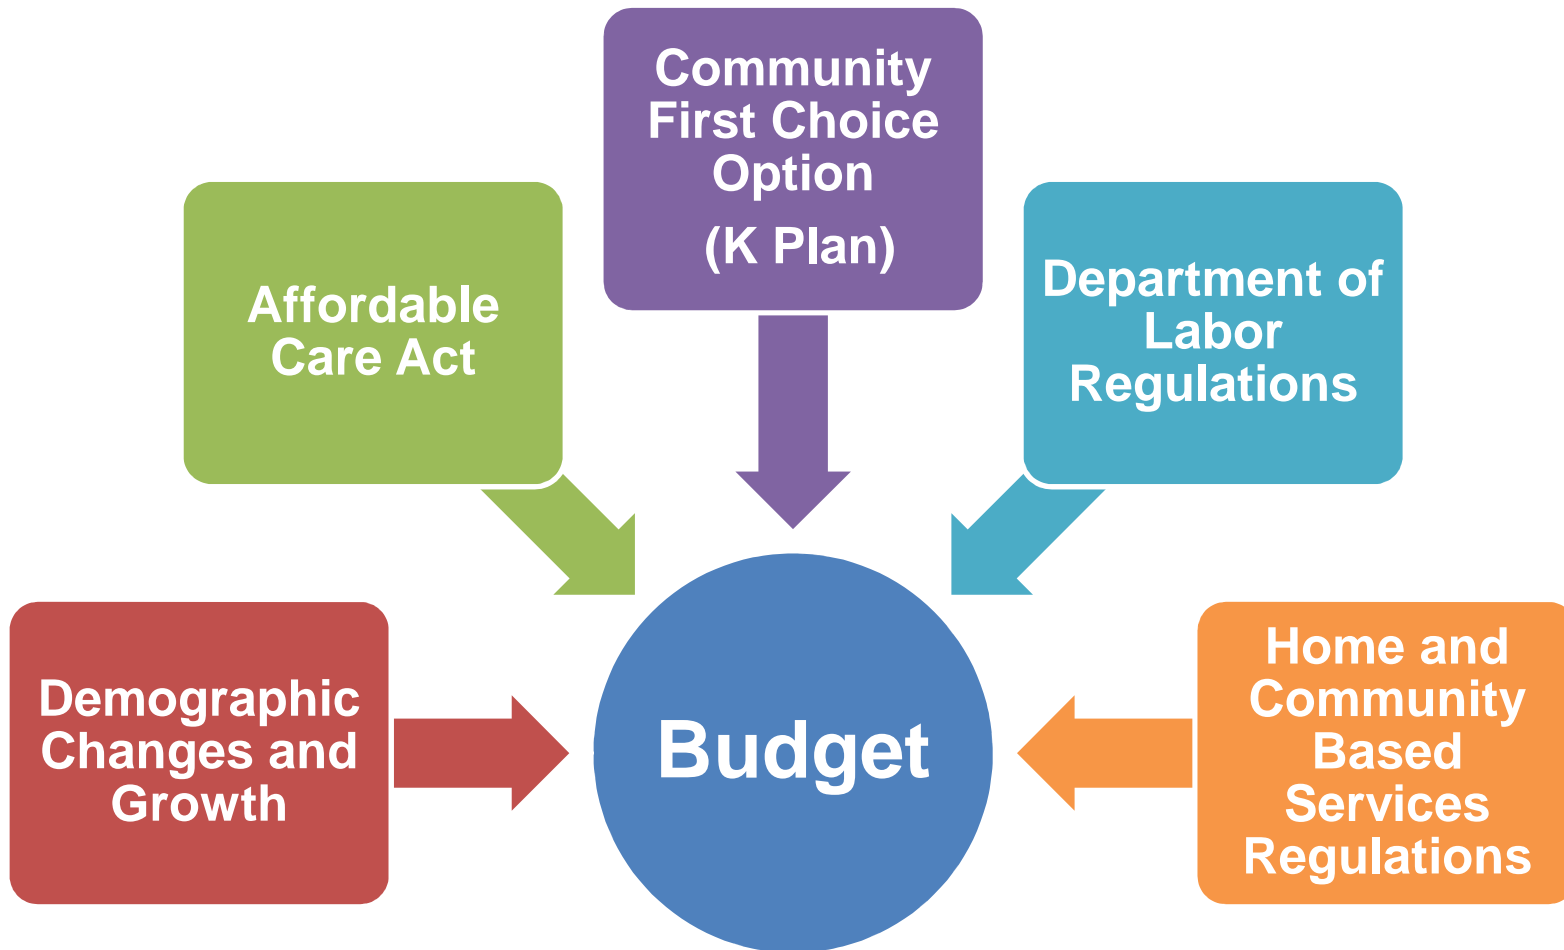 Community
First Choice
Option
(K Plan)
Affordable
Care Act
Department of
Labor
Regulations
Demographic
Changes and
Growth
Budget
Home and
Community
Based
Services
Regulations